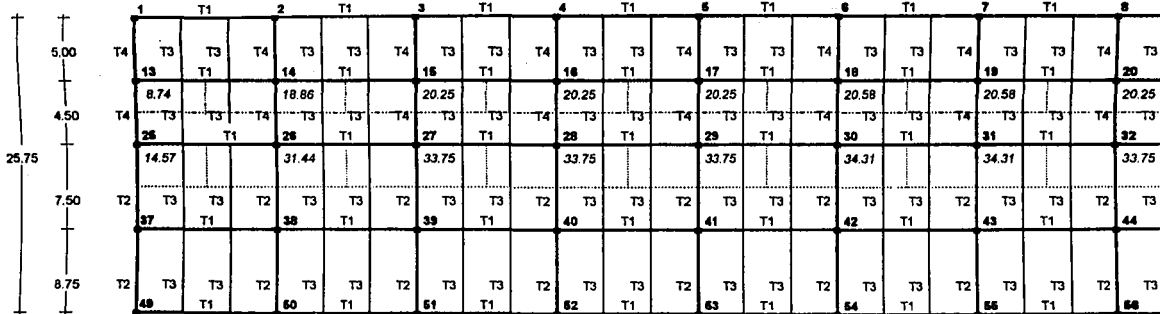 1 T1 2 T1 3 T1 4 T1 5 T1 6 T1 7 T1 8
5.00 T4 T3 T3 T4 T3 T3 T4 T3 T3 T4 T3 T3 T4 T3 T3 T4 T3 T3 T4 T3 T3 T4 T3
13 T1 14 T1 15 T1 16 T1 17 T1 18 T1 19 T1 20
8.74 18.86 20.25 20.25 20.25 20.58 20.58 20.25
4.50 T4 T3 T3 T4 T3 T3 T4 T3 T3 T4 T3 T3 T4 T3 T3 T4 T3 T3 T4 T3 T3 T4 T3
25 T1 26 T1 27 T1 28 T1 29 T1 30 T1 31 T1 32
25.75 14.57 31.44 33.75 33.75 33.75 34.31 34.31 33.75
7.50 T2 T3 T3 T2 T3 T3 T2 T3 T3 T2 T3 T3 T2 T3 T3 T2 T3 T3 T2 T3 T3 T2 T3
37 T1 38 T1 39 T1 40 T1 41 T1 42 T1 43 T1 44
8.75 T2 T3 T3 T2 T3 T3 T2 T3 T3 T2 T3 T3 T2 T3 T3 T2 T3 T3 T2 T3 T3 T2 T3
49 T1 50 T1 51 T1 52 T1 53 T1 54 T1 55 T1 56